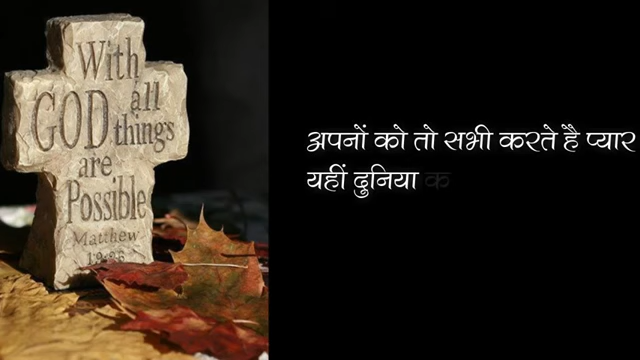 With
GOD all
things
are
Possible
Matthew
19:26
अपनों को तो सभी करते है प्यार
यहीं दुनिया क